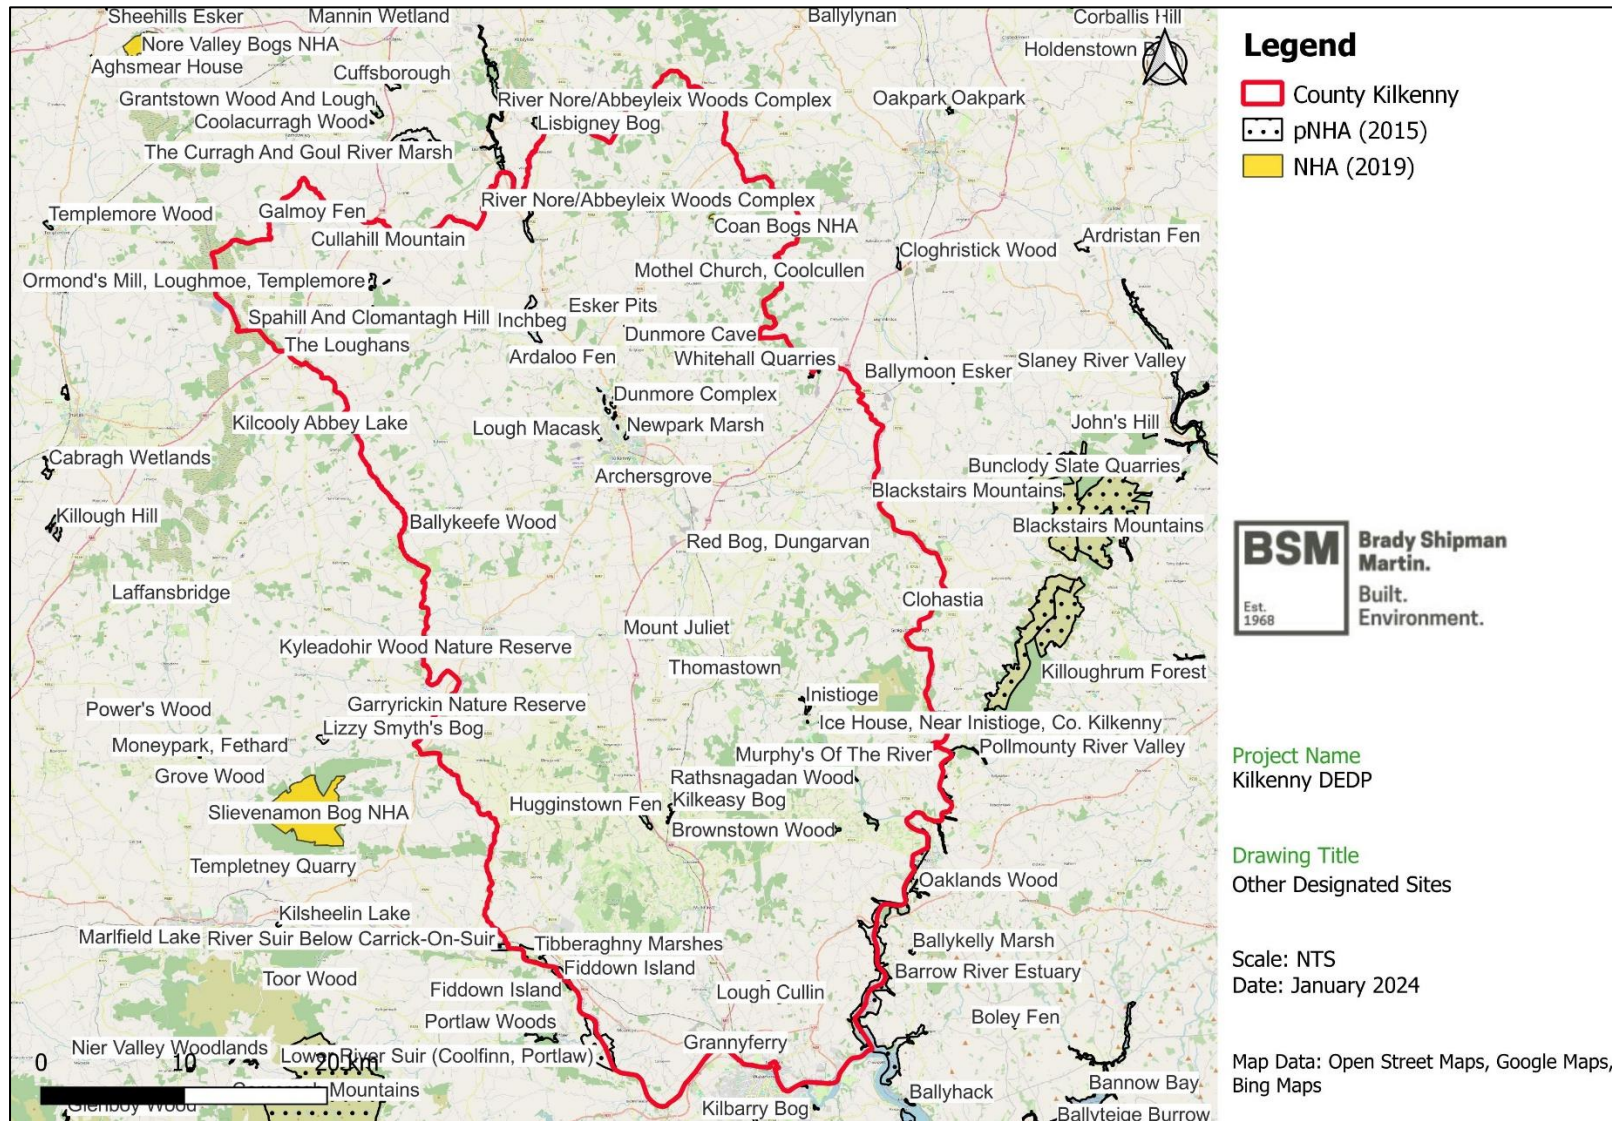 Sheehills Esker
Mannin Wetland
Ballylynan
Corballis Hill
Nore Valley Bogs NHA
Holdenstown
Aghsmear House
Cuffsborough
Grantstown Wood And Lough
River Nore/Abbeyleix Woods Complex
Oakpark Oakpark
Coolacurragh Wood
Lisbigney Bog
The Curragh And Goul River Marsh
Templemore Wood
Galmoy Fen
River Nore/Abbeyleix Woods Complex
Cullahill Mountain
Coan Bogs NHA
Ardristan Fen
Cloghristick Wood
Ormond's Mill, Loughmoe, Templemore
Mothel Church, Coolcullen
Spahill And Clomantagh Hill
Inchbeg
Esker Pits
The Loughans
Dunmore Cave
Ardaloo Fen
Whitehall Quarries
Ballymoon Esker
Slaney River Valley
Dunmore Complex
Kilcooly Abbey Lake
Lough Macask
Newpark Marsh
John's Hill
Cabragh Wetlands
Archersgrove
Bunclody Slate Quarries
Blackstairs Mountains
Killough Hill
Ballykeefe Wood
Blackstairs Mountains
Red Bog, Dungarvan
Laffansbridge
Clohastia
Kyleadohir Wood Nature Reserve
Mount Juliet
Thomastown
Killoughrum Forest
Power's Wood
Garryrickin Nature Reserve
Inistioge
Lizzy Smyth's Bog
Ice House, Near Inistioge, Co. Kilkenny
Moneypark, Fethard
Murphy's Of The River
Pollmounty River Valley
Grove Wood
Rathsnagadan Wood
Slievenamon Bog NHA
Hugginstown Fen
Kilkeasy Bog
Brownstown Wood
Templetney Quarry
Oaklands Wood
Kilsheelin Lake
Marlfield Lake
River Suir Below Carrick-On-Suir
Tibberaghny Marshes
Ballykelly Marsh
Toor Wood
Fiddown Island
Fiddown Island
Lough Cullin
Barrow River Estuary
Portlaw Woods
Boley Fen
Nier Valley Woodlands
Lower River Suir (Coolfinn, Portlaw)
Grannyferry
0 10 20 km
Mountains
Glenboy Wood
Kilbarry Bog
Ballyhack
Bannow Bay
Ballyteige Burrow
Legend
County Kilkenny
pNHA (2015)
NHA (2019)
BSM
Est.
1968
Brady Shipman
Martin.
Built.
Environment.
Project Name
Kilkenny DEDP
Drawing Title
Other Designated Sites
Scale: NTS
Date: January 2024
Map Data: Open Street Maps, Google Maps,
Bing Maps